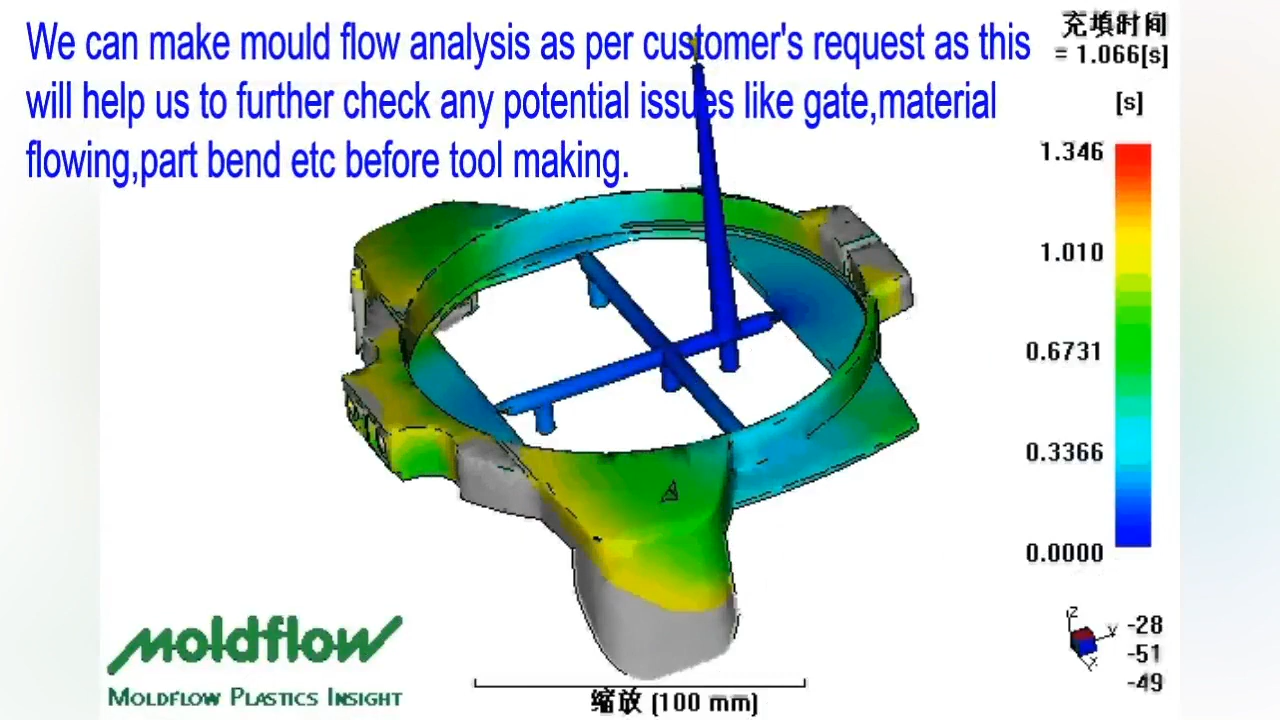 We can make mould flow analysis as per customer's request as this
will help us to further check any potential issues like gate,material
flowing,part bend etc before tool making.
充填时间
= 1.066[s]
[s]
1.346
1.010
0.6731
0.3366
0.0000
moldflow
MOLDFLOW PLASTICS INSIGHT
缩放 (100 mm)
Z
Y
X
-28
-51
-49